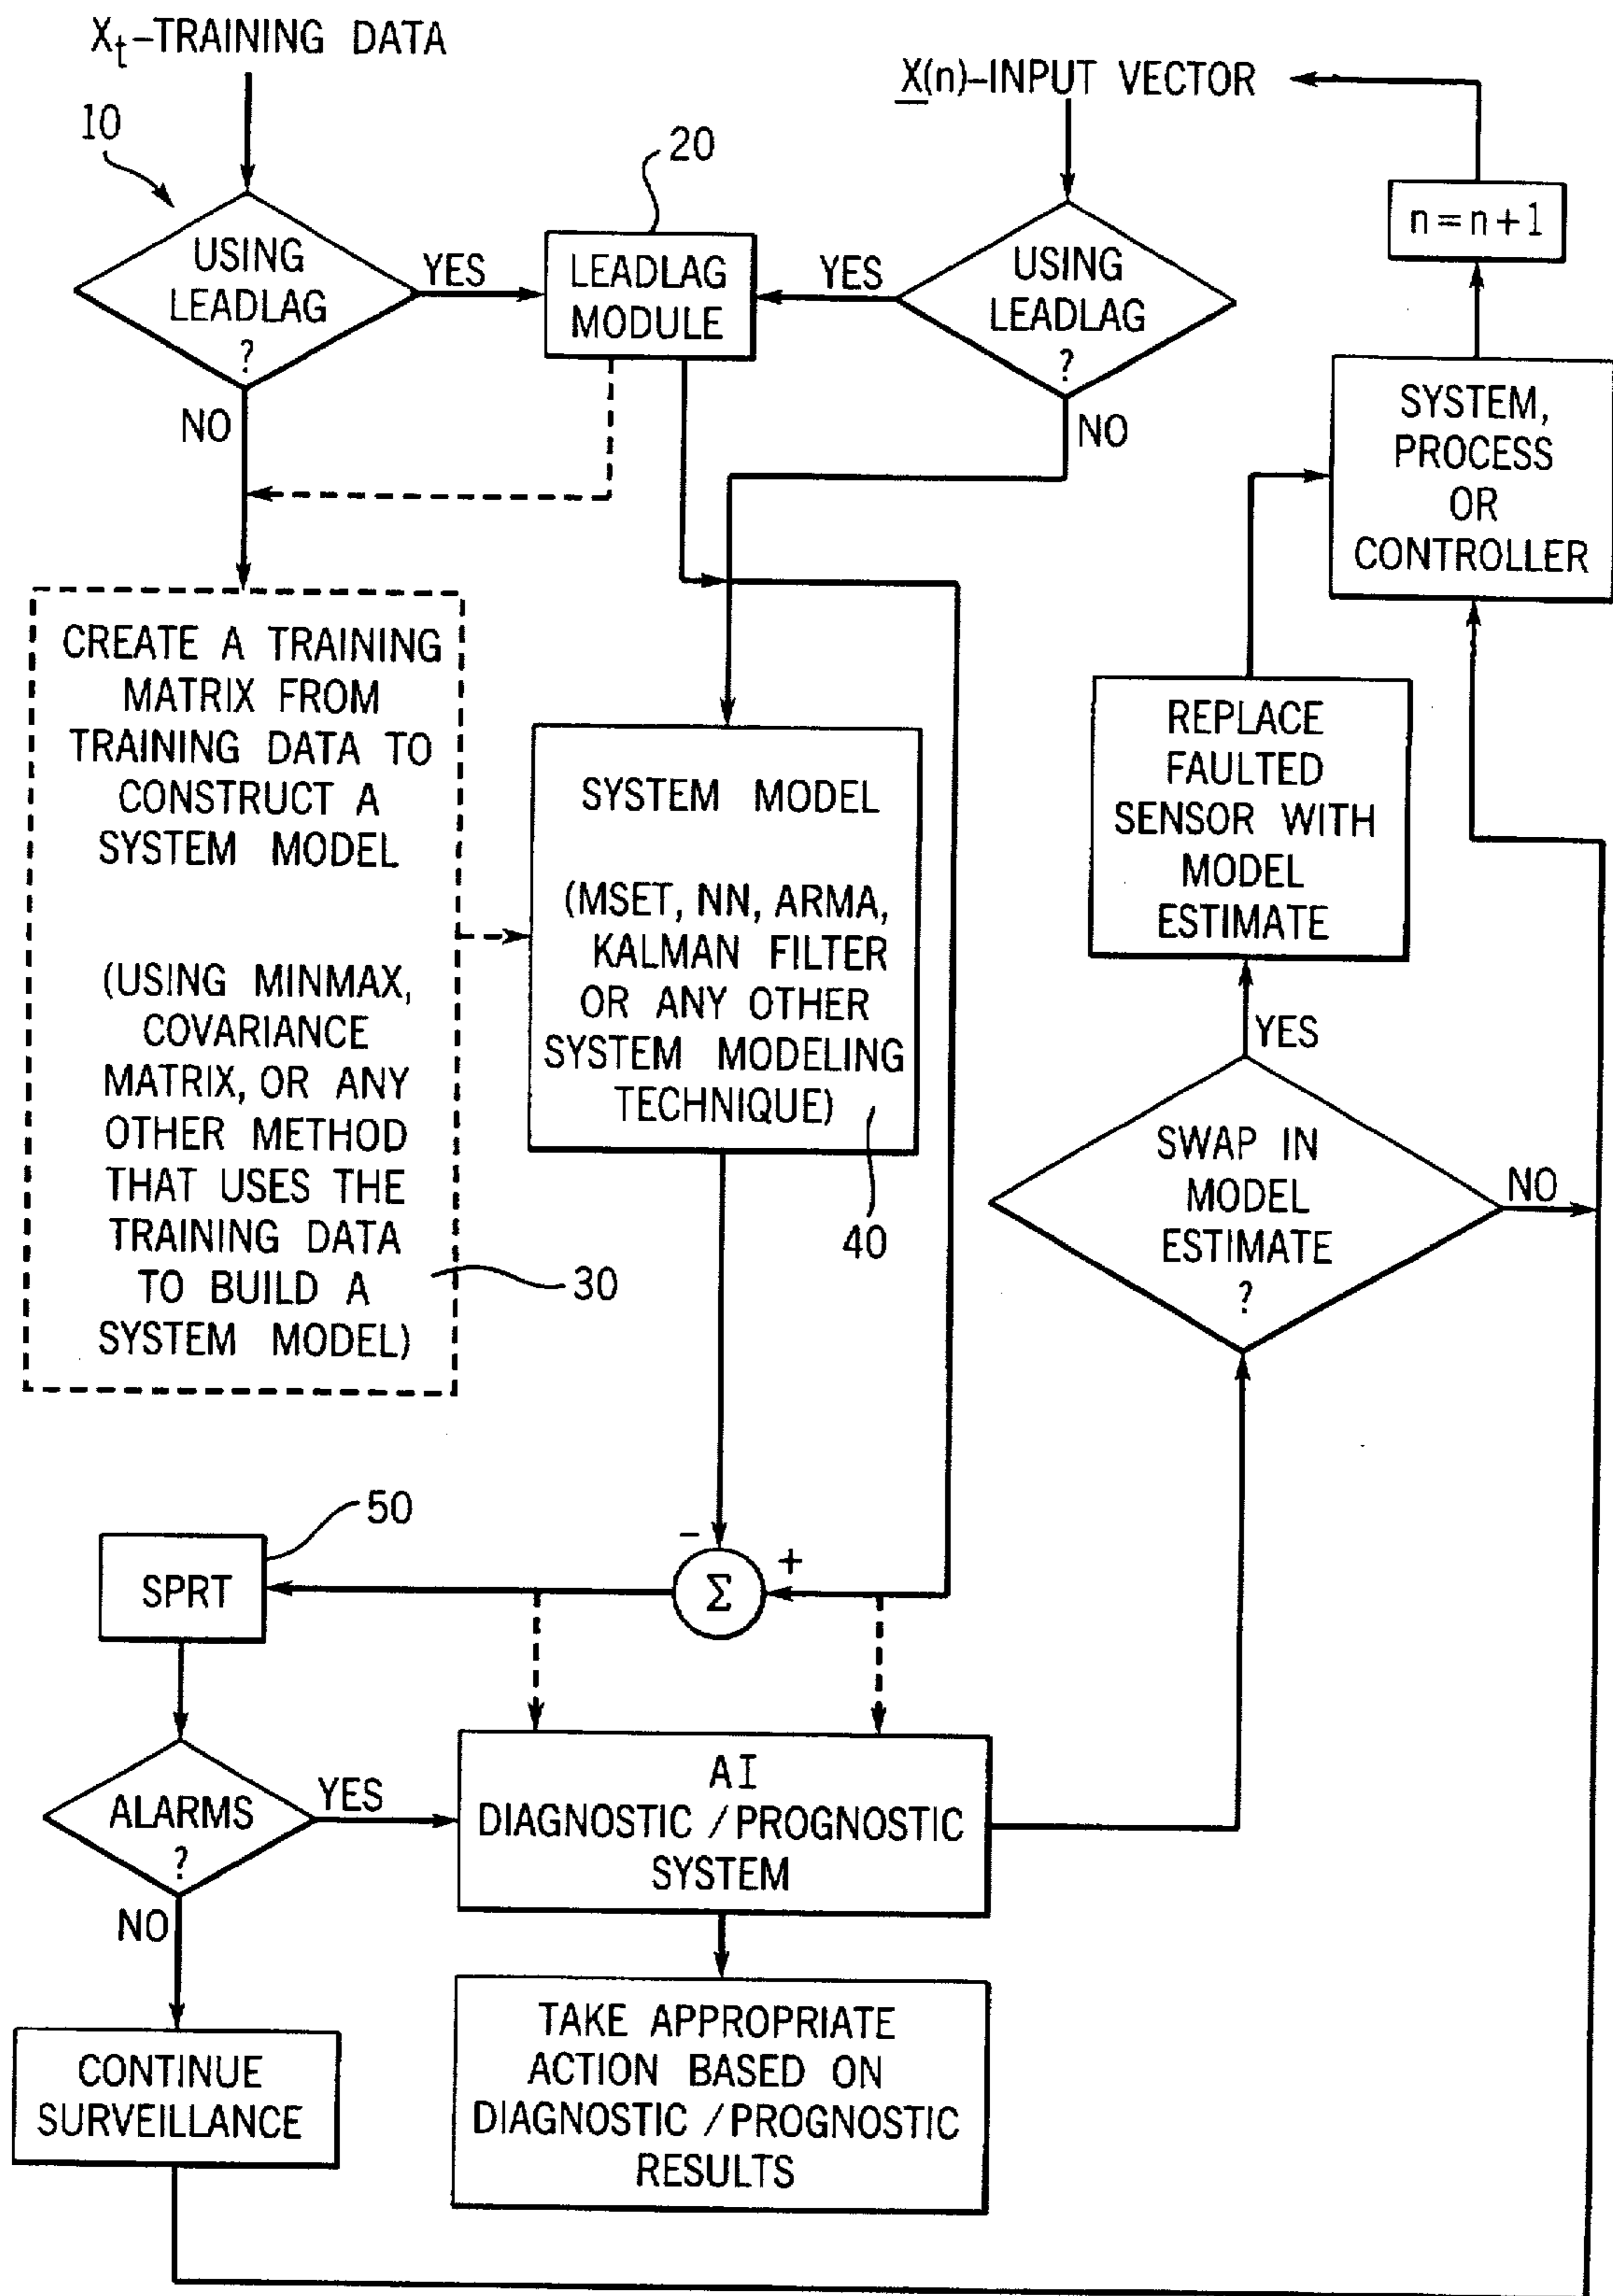 Xt–TRAINING DATA
X(n)–INPUT VECTOR
10
20
n=n+1
USING
LEADLAG
?
YES
LEADLAG
MODULE
YES
USING
LEADLAG
?
NO
NO
SYSTEM,
PROCESS
OR
CONTROLLER
CREATE A TRAINING
MATRIX FROM
TRAINING DATA TO
CONSTRUCT A
SYSTEM MODEL
(USING MINMAX,
COVARIANCE
MATRIX, OR ANY
OTHER METHOD
THAT USES THE
TRAINING DATA
TO BUILD A
SYSTEM MODEL)
30
SYSTEM MODEL
(MSET, NN, ARMA,
KALMAN FILTER
OR ANY OTHER
SYSTEM MODELING
TECHNIQUE)
40
REPLACE
FAULTED
SENSOR WITH
MODEL
ESTIMATE
YES
SWAP IN
MODEL
ESTIMATE
?
NO
50
SPRT
-
Σ
+
ALARMS
?
YES
NO
AI
DIAGNOSTIC/PROGNOSTIC
SYSTEM
CONTINUE
SURVEILLANCE
TAKE APPROPRIATE
ACTION BASED ON
DIAGNOSTIC/PROGNOSTIC
RESULTS